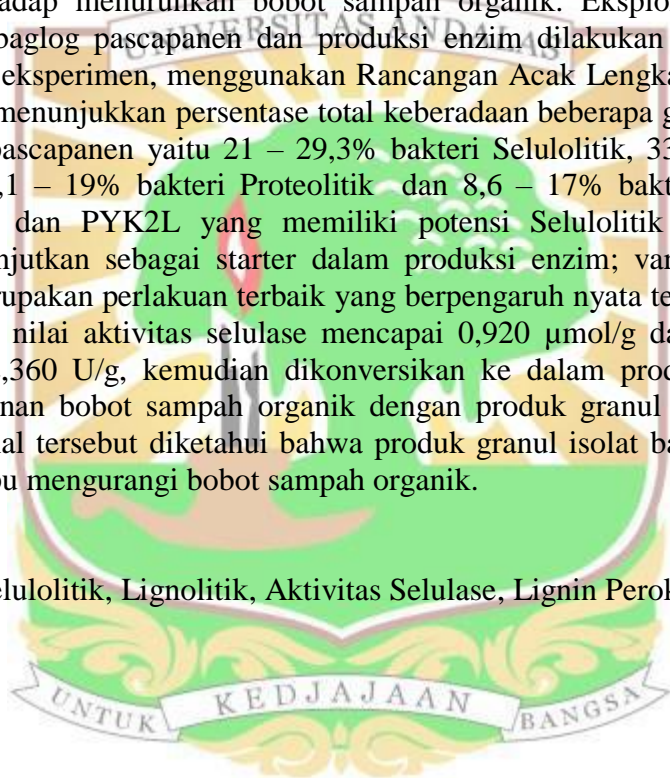 adap menurunkan bobot sampah organik. Eksplo
UNIVERSITAS ANDALAS
baglog pascapanen dan produksi enzim dilakukan
eksperimen, menggunakan Rancangan Acak Lengka
menunjukkan persentase total keberadaan beberapa g
pascapanen yaitu 21 – 29,3% bakteri Selulolitik, 33
,1 – 19% bakteri Proteolitik dan 8,6 – 17% bakt
dan PYK2L yang memiliki potensi Selulolitik
njutkan sebagai starter dalam produksi enzim; var
rupakan perlakuan terbaik yang berpengaruh nyata te
nilai aktivitas selulase mencapai 0,920 µmol/g da
,360 U/g, kemudian dikonversikan ke dalam prod
nan bobot sampah organik dengan produk granul
al tersebut diketahui bahwa produk granul isolat ba
pu mengurangi bobot sampah organik.
elulolitik, Lignolitik, Aktivitas Selulase, Lignin Perok
UNTUK KEDJAJAAN BANGSA